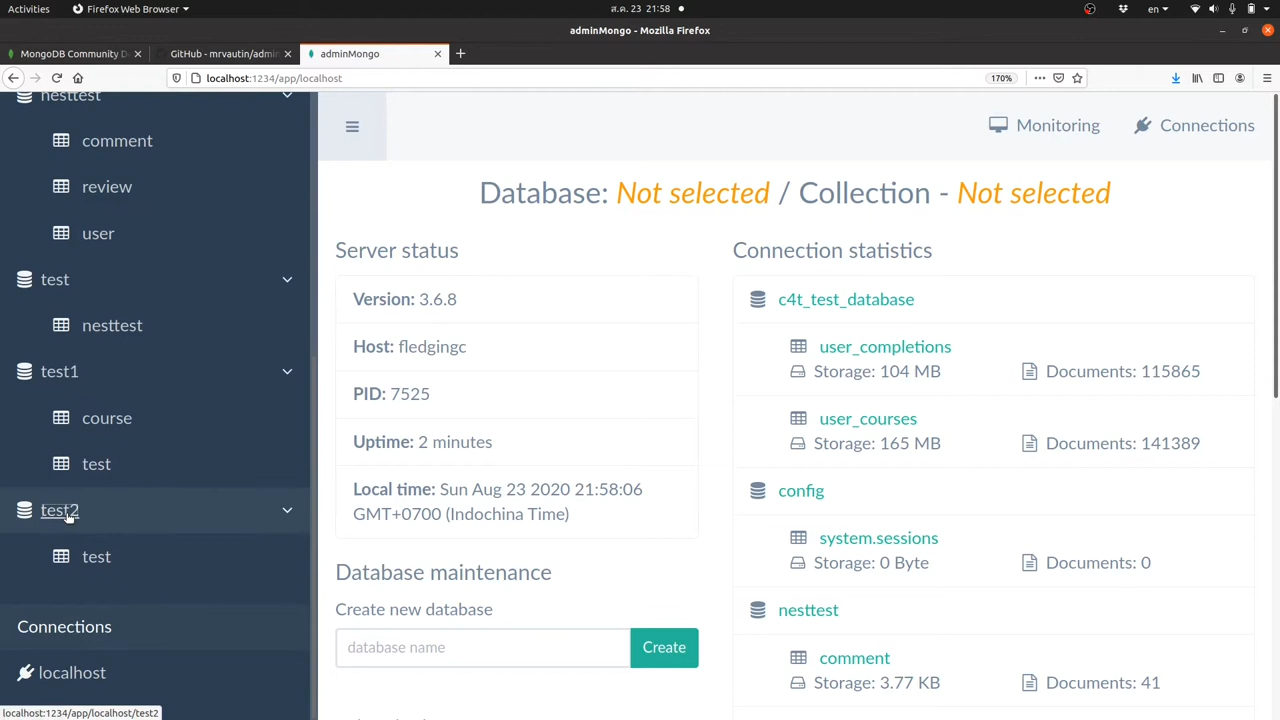 Activities
Firefox Web Browser
ส.ค. 23 21:58
en
adminMongo - Mozilla Firefox
MongoDB Community D
GitHub - mrvautin/admin
adminMongo
localhost:1234/app/localhost
170%
nesttest
comment
review
user
test
nesttest
test1
course
test
test2
test
Connections
localhost
localhost:1234/app/localhost/test2
Monitoring
Connections
Database: Not selected / Collection - Not selected
Server status
Version: 3.6.8
Host: fledgingc
PID: 7525
Uptime: 2 minutes
Local time: Sun Aug 23 2020 21:58:06
GMT+0700 (Indochina Time)
Database maintenance
Create new database
database name
Create
Connection statistics
c4t_test_database
user_completions
Storage: 104 MB
Documents: 115865
user_courses
Storage: 165 MB
Documents: 141389
config
system.sessions
Storage: 0 Byte
Documents: 0
nesttest
comment
Storage: 3.77 KB
Documents: 41